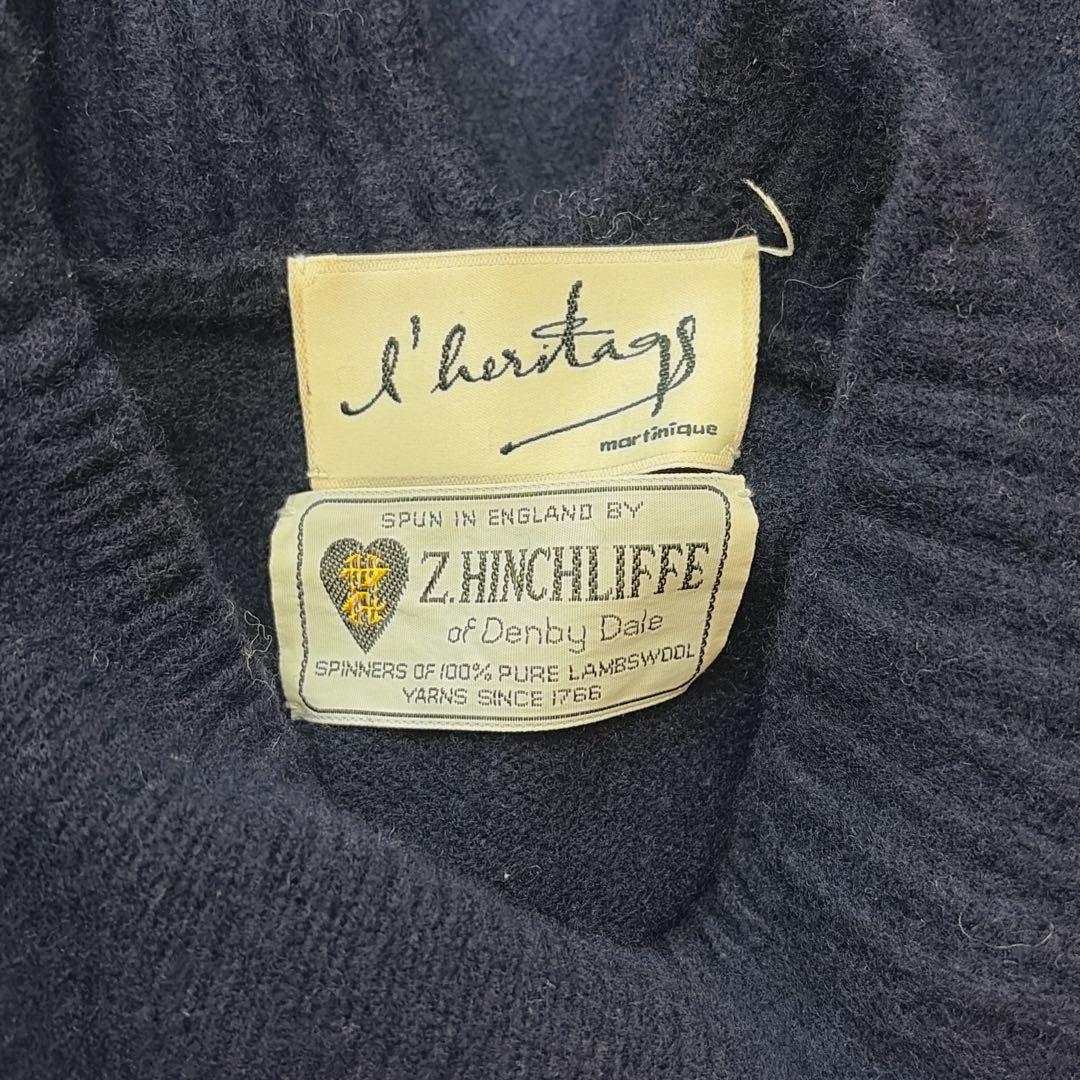 l'heritage
martinique
SPUN IN ENGLAND BY
Z.HINCHLIFFE
of Denby Dale
SPINNERS OF 100% PURE LAMBSWOOL
YARNS SINCE 1766